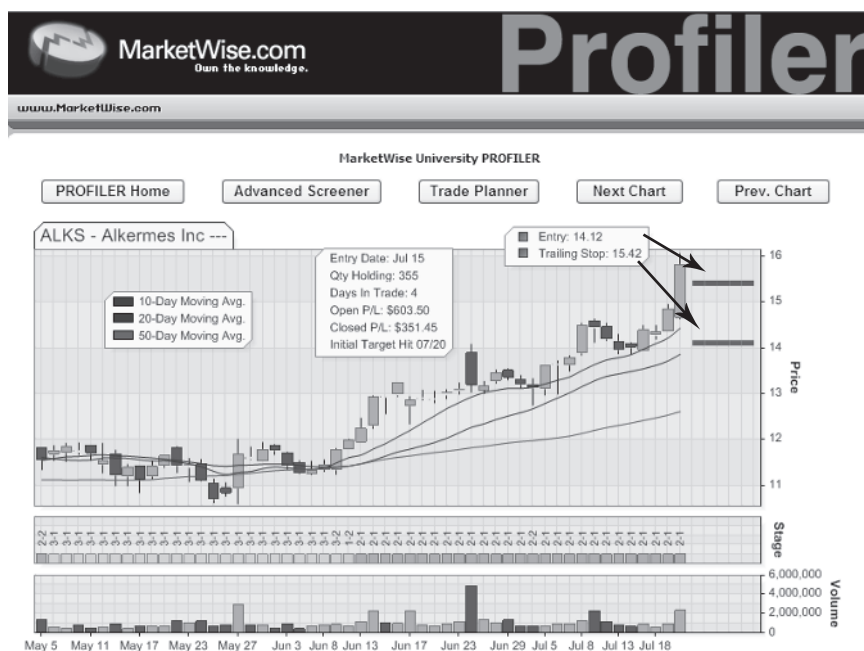 MarketWise.com
Own the knowledge.
Profiler
www.MarketWise.com
MarketWise University PROFILER
PROFILER Home
Advanced Screener
Trade Planner
Next Chart
Prev. Chart
ALKS - Alkermes Inc ---
Entry: 14.12
Trailing Stop: 15.42
Entry Date: Jul 15
Qty Holding: 355
Days In Trade: 4
Open P/L: $603.50
Closed P/L: $351.45
Initial Target Hit 07/20
10-Day Moving Avg.
20-Day Moving Avg.
50-Day Moving Avg.
16
15
14
13
12
11
Price
Stage
6,000,000
4,000,000
2,000,000
0
Volume
May 5 May 11 May 17 May 23 May 27 Jun 3 Jun 8 Jun 13 Jun 17 Jun 23 Jun 29 Jul 5 Jul 8 Jul 13 Jul 18